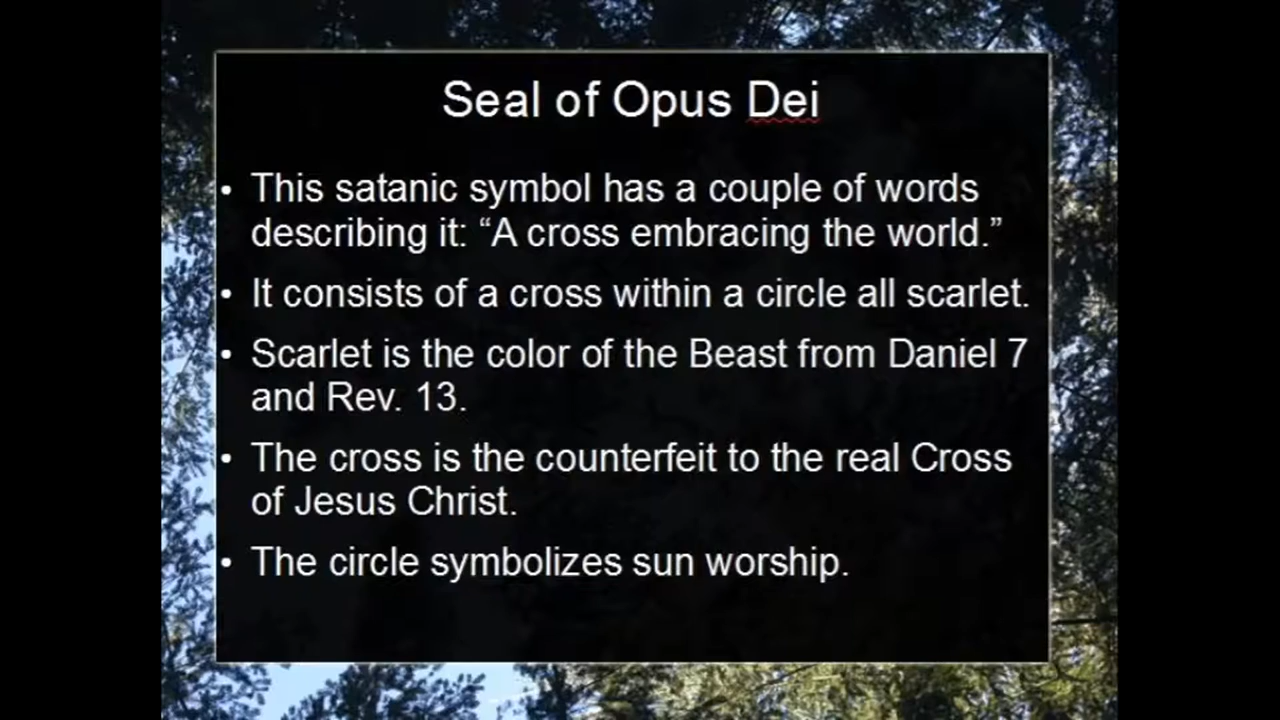 Seal of Opus Dei
• This satanic symbol has a couple of words
describing it: “A cross embracing the world.”
• It consists of a cross within a circle all scarlet.
• Scarlet is the color of the Beast from Daniel 7
and Rev. 13.
• The cross is the counterfeit to the real Cross
of Jesus Christ.
• The circle symbolizes sun worship.